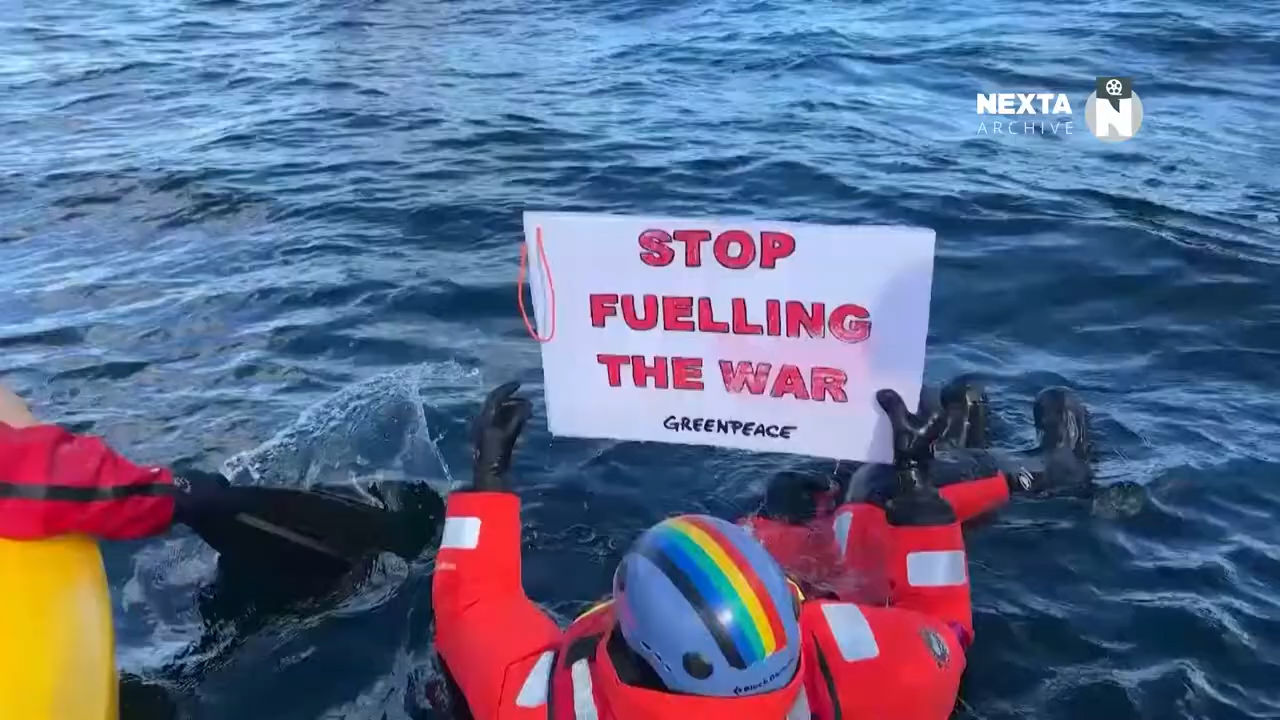 NEXTA
ARCHIVE
N
STOP
FUELLING
THE WAR
GREENPEACE